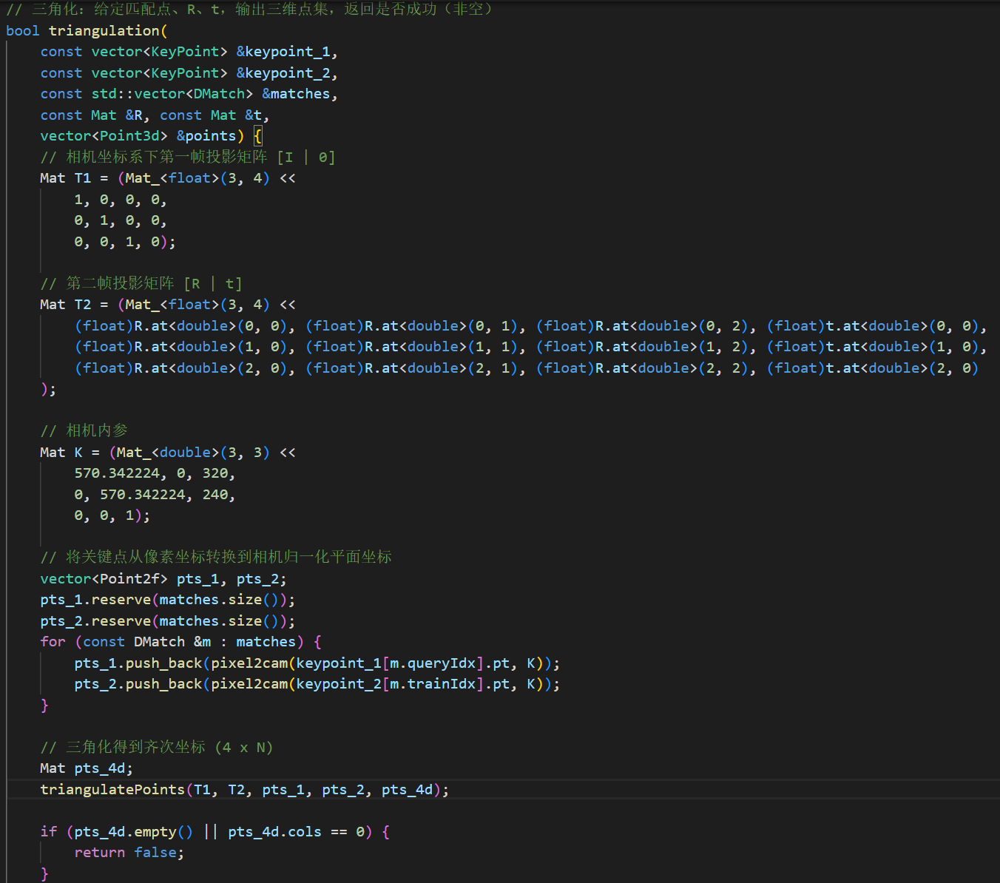 // 三角化：给定匹配点、R、t，输出三维点集，返回是否成功（非空）
bool triangulation(
    const vector<KeyPoint> &keypoint_1,
    const vector<KeyPoint> &keypoint_2,
    const std::vector<DMatch> &matches,
    const Mat &R, const Mat &t,
    vector<Point3d> &points) {
    // 相机坐标系下第一帧投影矩阵 [I | 0]
    Mat T1 = (Mat_<float>(3, 4) <<
        1, 0, 0, 0,
        0, 1, 0, 0,
        0, 0, 1, 0);
    // 第二帧投影矩阵 [R | t]
    Mat T2 = (Mat_<float>(3, 4) <<
        (float)R.at<double>(0, 0), (float)R.at<double>(0, 1), (float)R.at<double>(0, 2), (float)t.at<double>(0, 0),
        (float)R.at<double>(1, 0), (float)R.at<double>(1, 1), (float)R.at<double>(1, 2), (float)t.at<double>(1, 0),
        (float)R.at<double>(2, 0), (float)R.at<double>(2, 1), (float)R.at<double>(2, 2), (float)t.at<double>(2, 0)
    );
    // 相机内参
    Mat K = (Mat_<double>(3, 3) <<
        570.342224, 0, 320,
        0, 570.342224, 240,
        0, 0, 1);
    // 将关键点从像素坐标转换到相机归一化平面坐标
    vector<Point2f> pts_1, pts_2;
    pts_1.reserve(matches.size());
    pts_2.reserve(matches.size());
    for (const DMatch &m : matches) {
        pts_1.push_back(pixel2cam(keypoint_1[m.queryIdx].pt, K));
        pts_2.push_back(pixel2cam(keypoint_2[m.trainIdx].pt, K));
    }
    // 三角化得到齐次坐标 (4 x N)
    Mat pts_4d;
    triangulatePoints(T1, T2, pts_1, pts_2, pts_4d);
    if (pts_4d.empty() || pts_4d.cols == 0) {
        return false;
    }